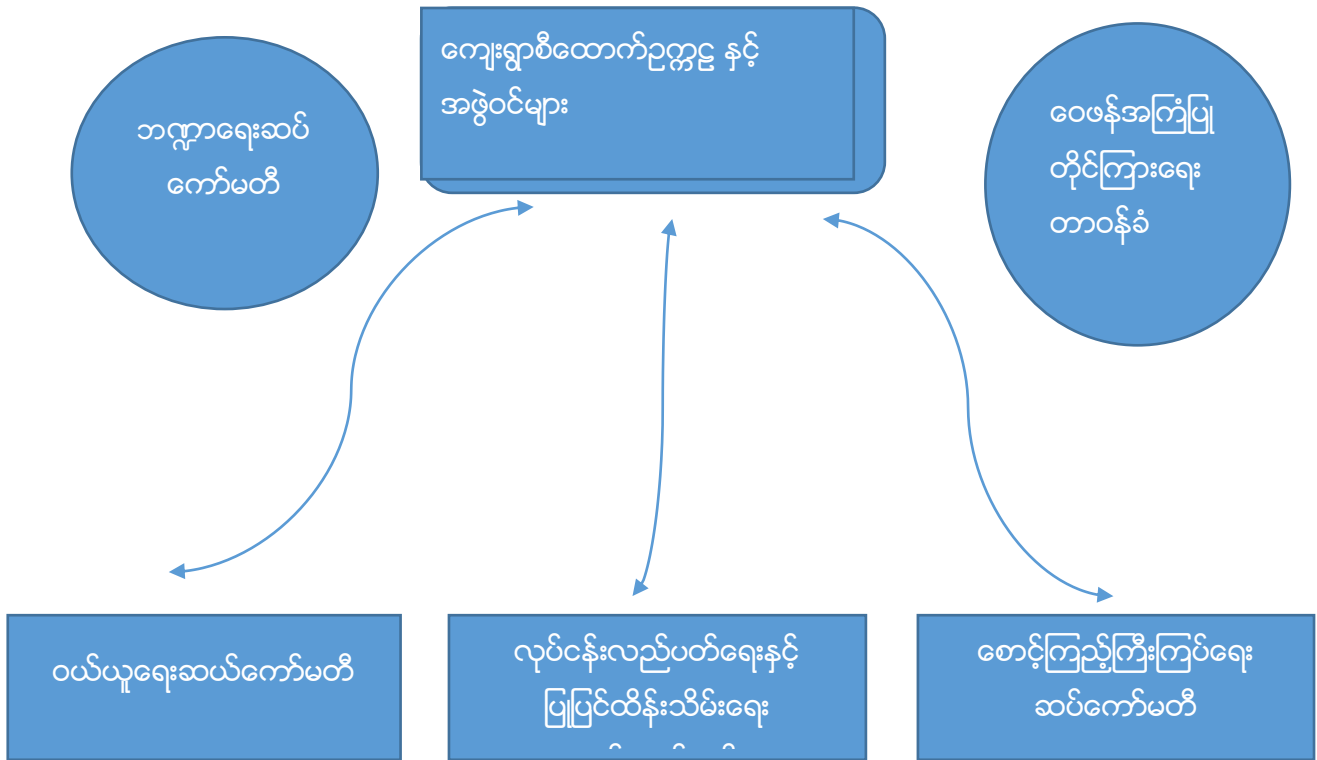 ကျေးရွာစီထောက်ဥက္ကဋ္ဌ နှင့်
အဖွဲ့ဝင်များ
ဘဏ္ဍာရေးဆပ်
ကော်မတီ
ဝေဖန်အကြံပြု
တိုင်ကြားရေး
တာဝန်ခံ
ဝယ်ယူရေးဆယ်ကော်မတီ
လုပ်ငန်းလည်ပတ်ရေးနှင့်
ပြုပြင်ထိန်းသိမ်းရေး
စောင့်ကြည့်ကြီးကြပ်ရေး
ဆပ်ကော်မတီ